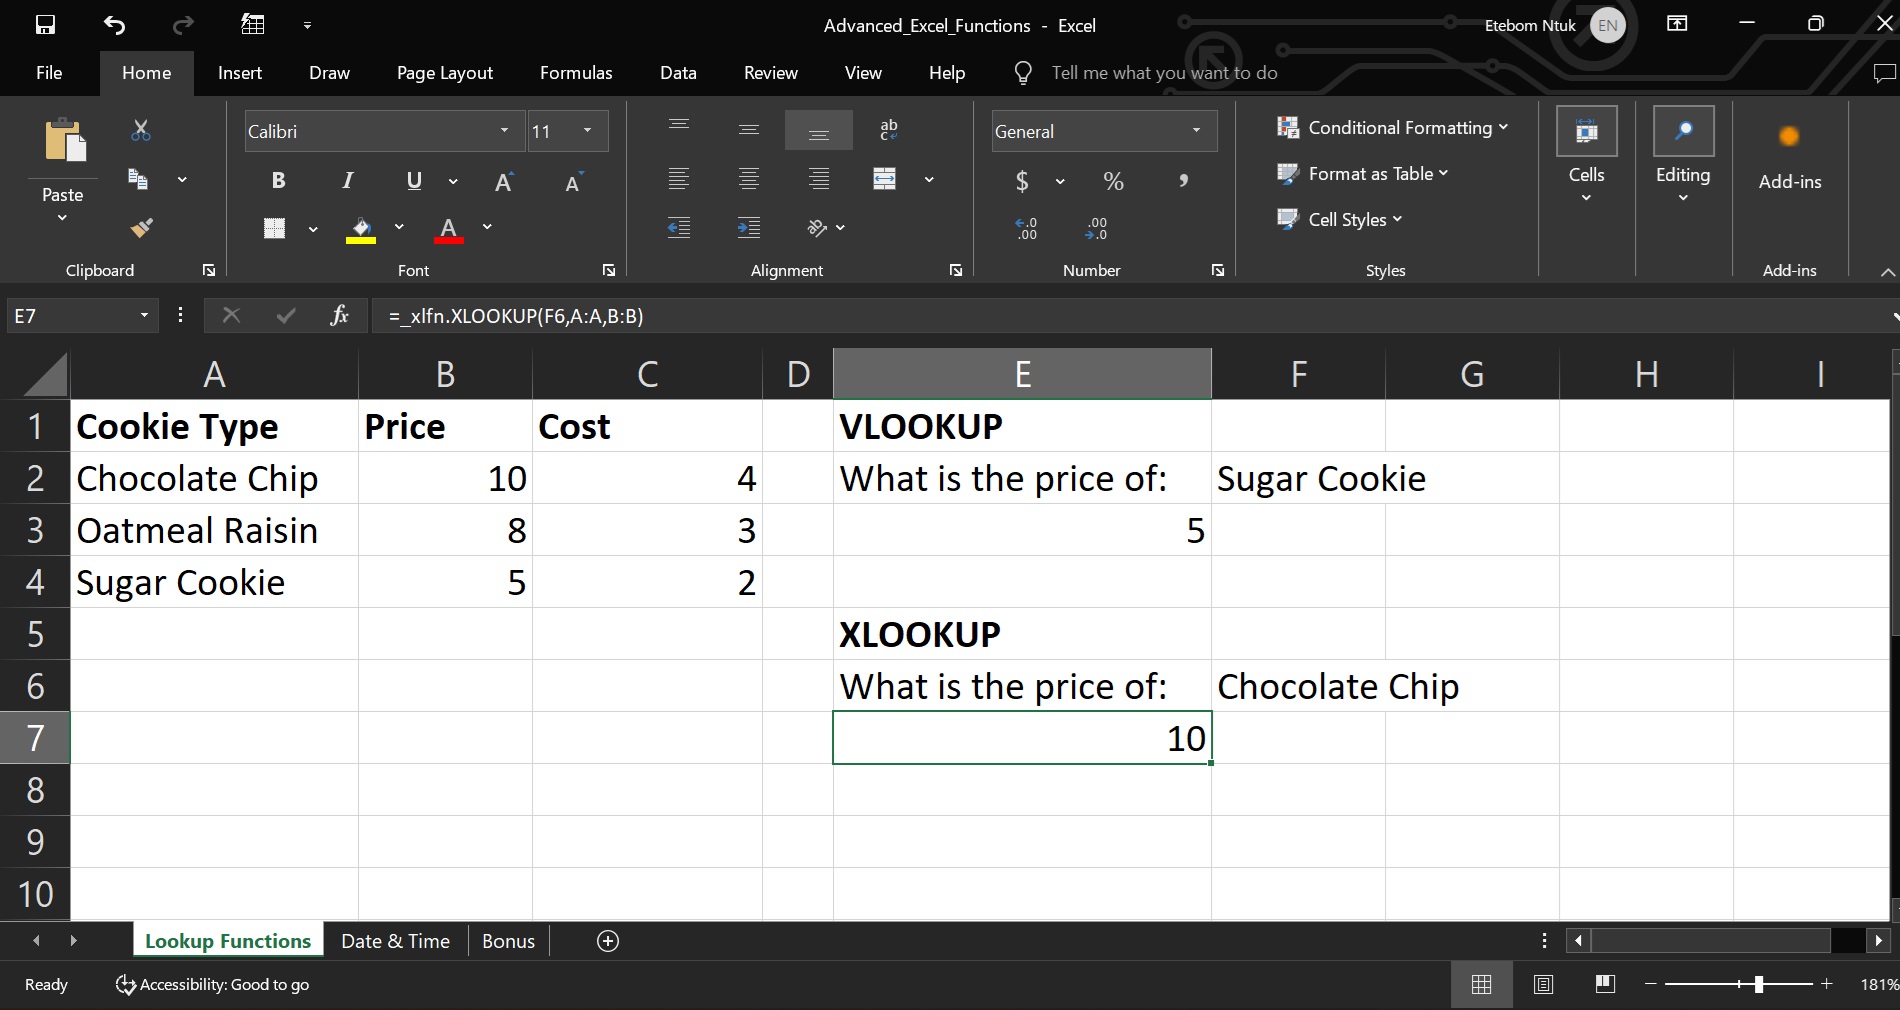 Advanced_Excel_Functions - Excel
Etebom Ntuk EN
File Home Insert Draw Page Layout Formulas Data Review View Help Tell me what you want to do
Paste
Clipboard
Calibri 11
B I U A A
A
Font
ab
c
ab
Alignment
General
$ % ,
.0 .00
.00 .0
Number
Conditional Formatting
Format as Table
Cell Styles
Styles
Cells
Editing
Add-ins
Add-ins
E7 fx =_xlfn.XLOOKUP(F6,A:A,B:B)
A B C D E F G H I
1 Cookie Type Price Cost VLOOKUP
2 Chocolate Chip 10 4 What is the price of: Sugar Cookie
3 Oatmeal Raisin 8 3 5
4 Sugar Cookie 5 2
5 XLOOKUP
6 What is the price of: Chocolate Chip
7 10
8
9
10
Lookup Functions Date & Time Bonus
Ready Accessibility: Good to go 181%